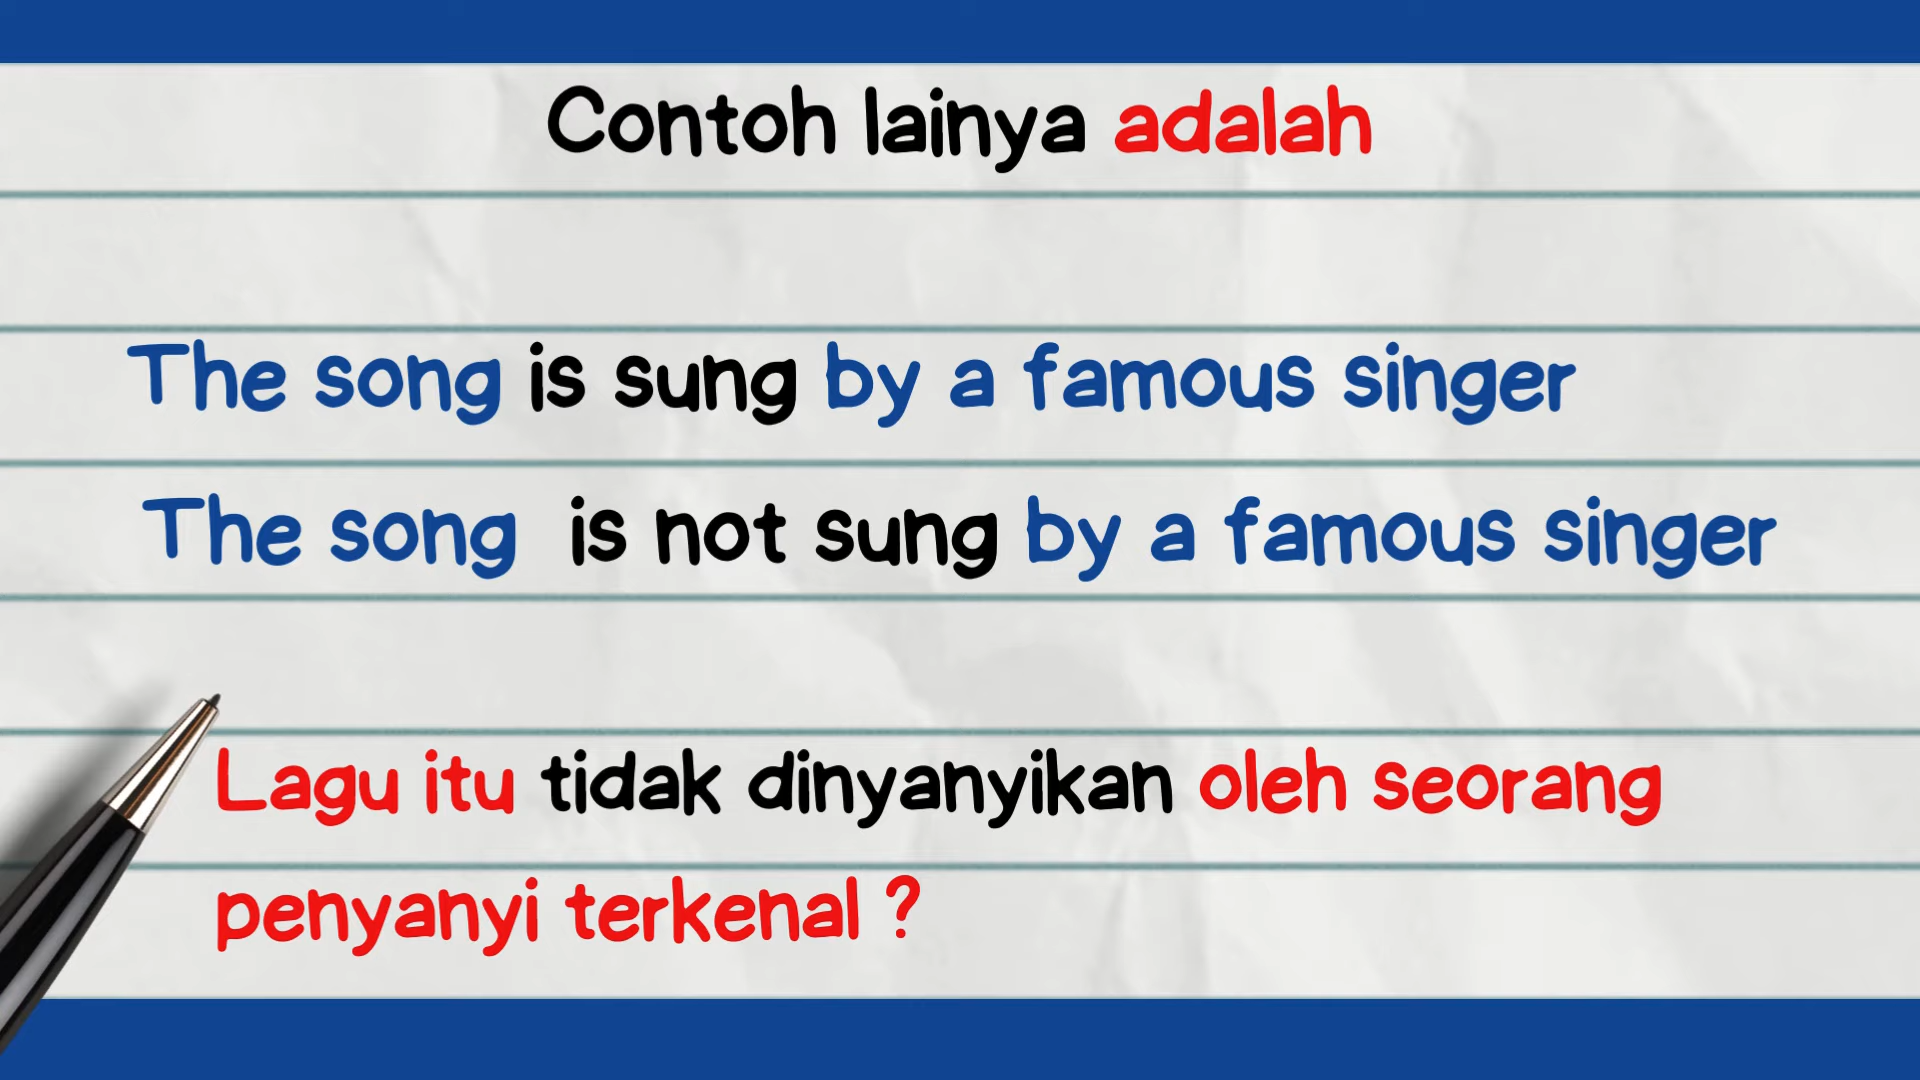 Contoh lainya adalah
The song is sung by a famous singer
The song is not sung by a famous singer
Lagu itu tidak dinyanyikan oleh seorang
penyanyi terkenal ?